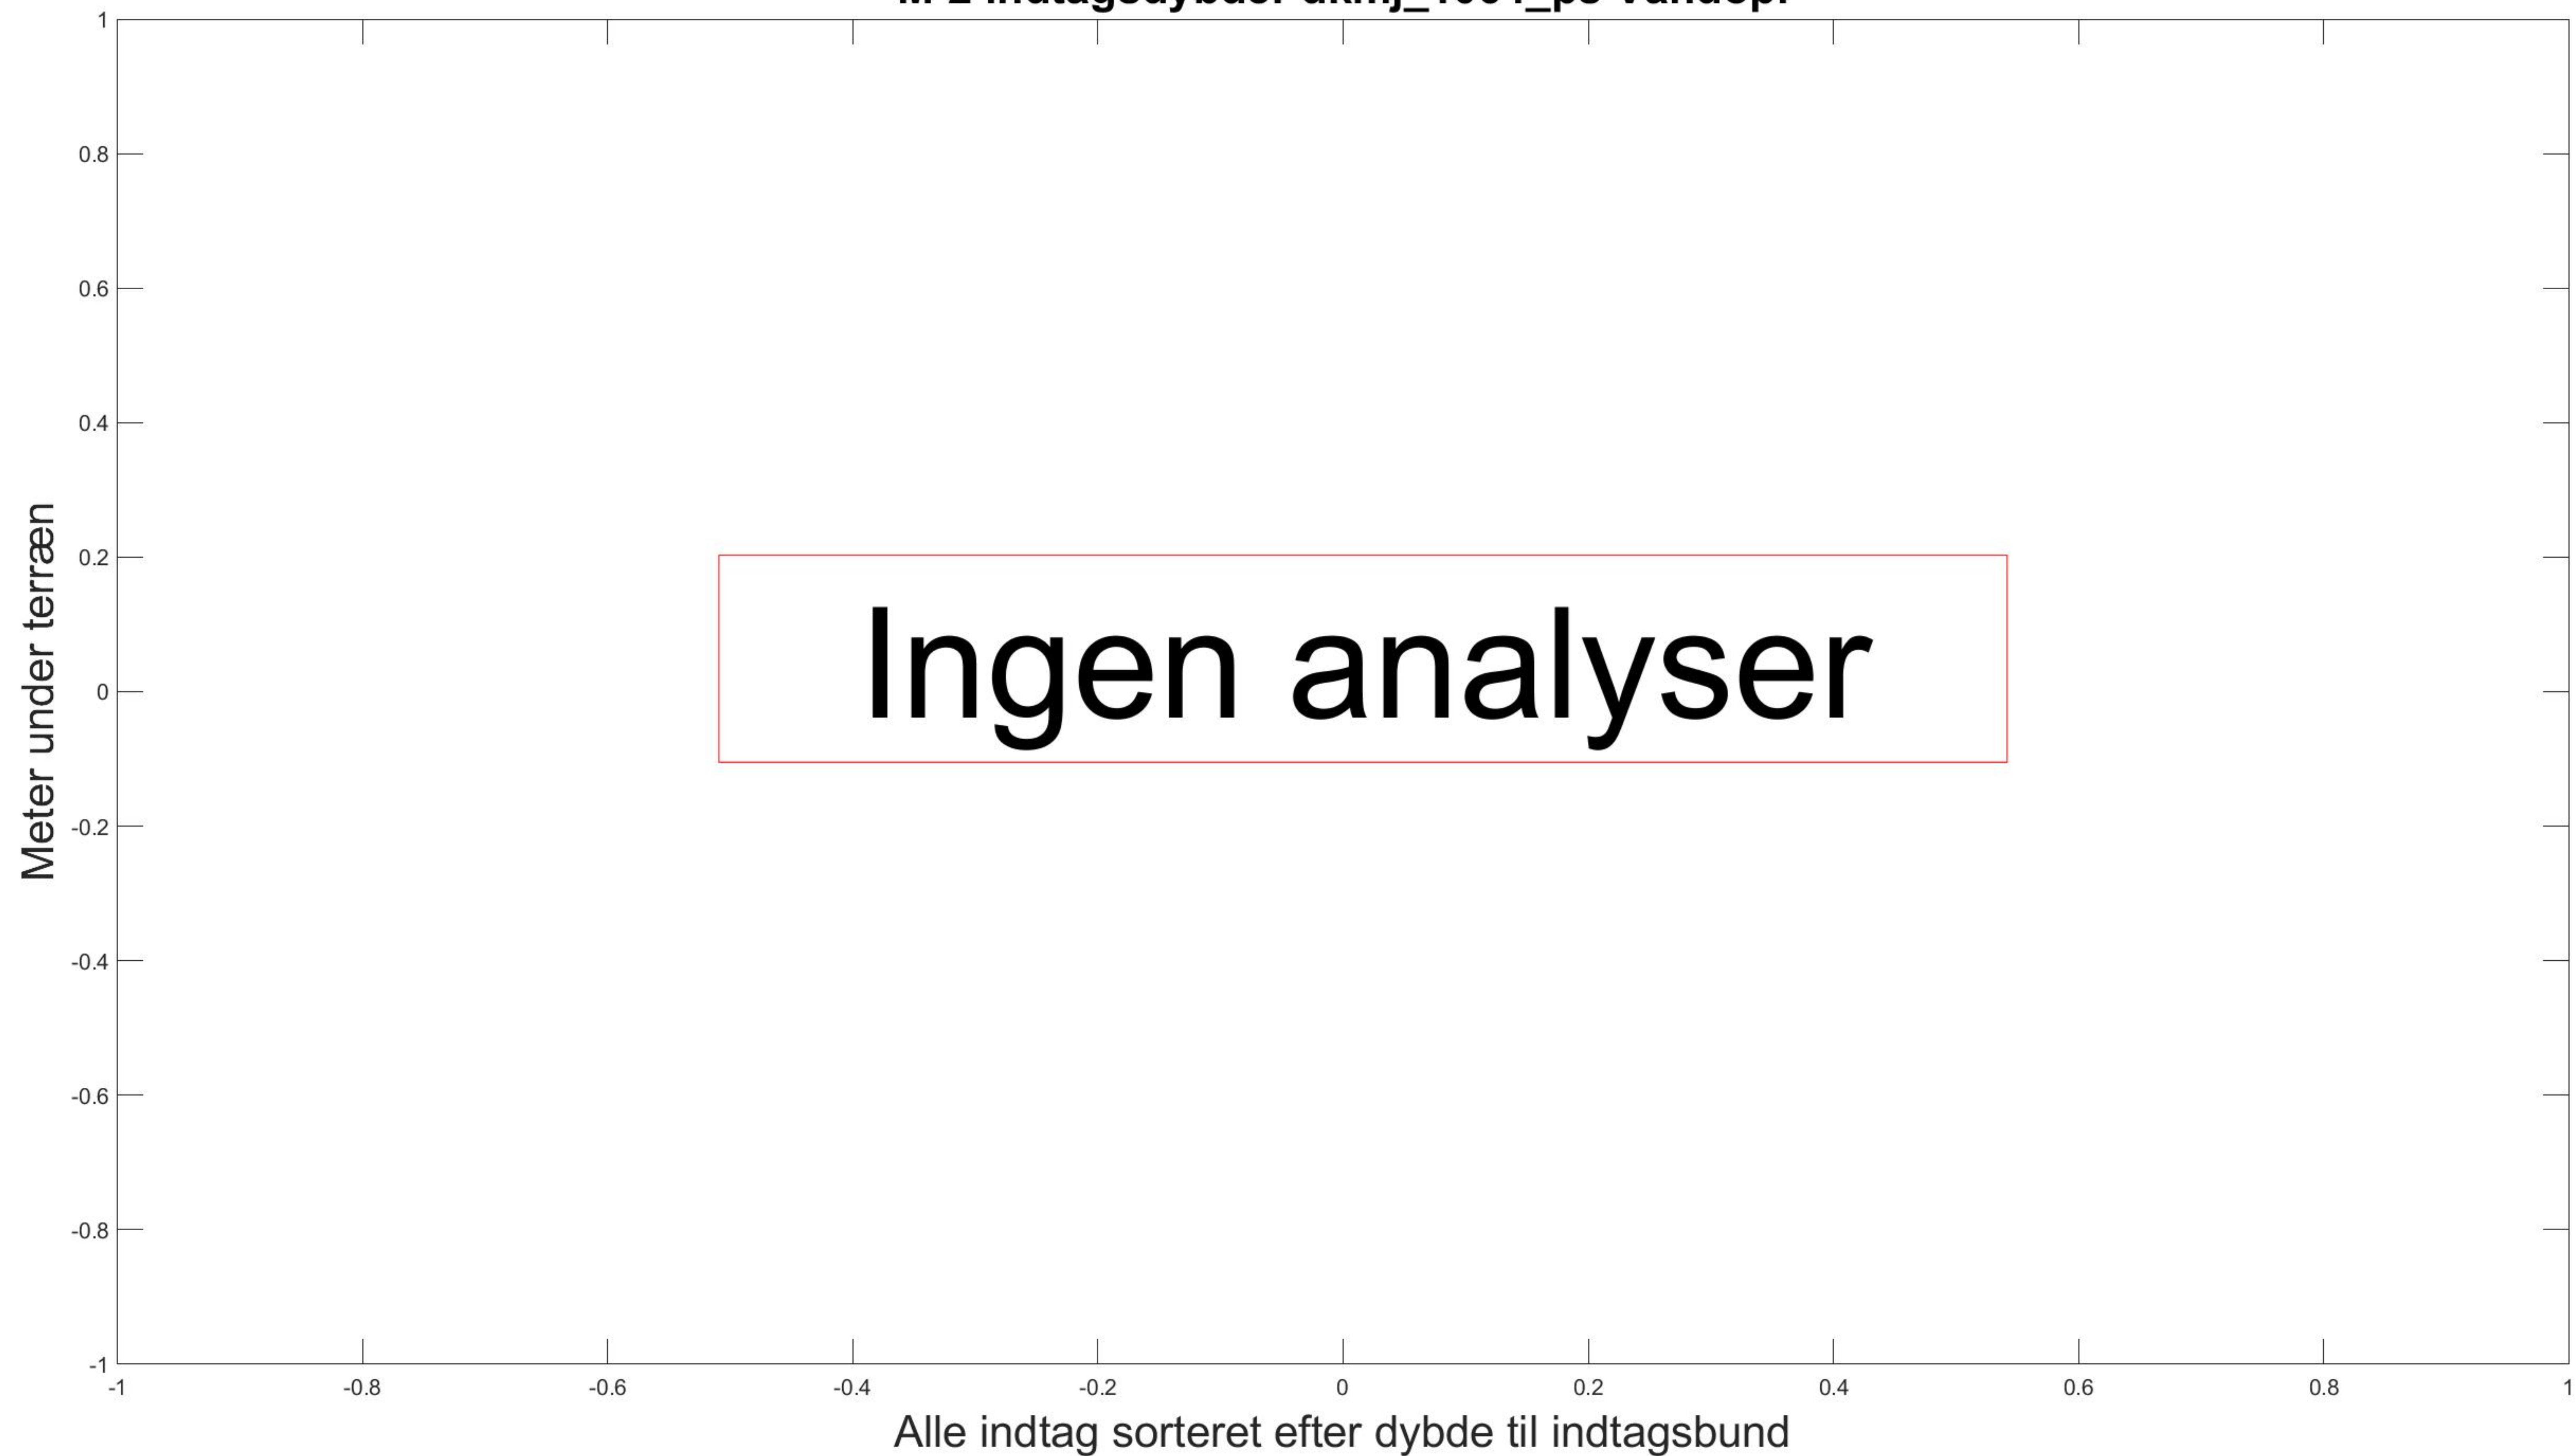 1
0.8
0.6
0.4
0.2
0
-0.2
-0.4
-0.6
-0.8
-1
Meter under terræn
Ingen analyser
-1 -0.8 -0.6 -0.4 -0.2 0 0.2 0.4 0.6 0.8 1
Alle indtag sorteret efter dybde til indtagsbund